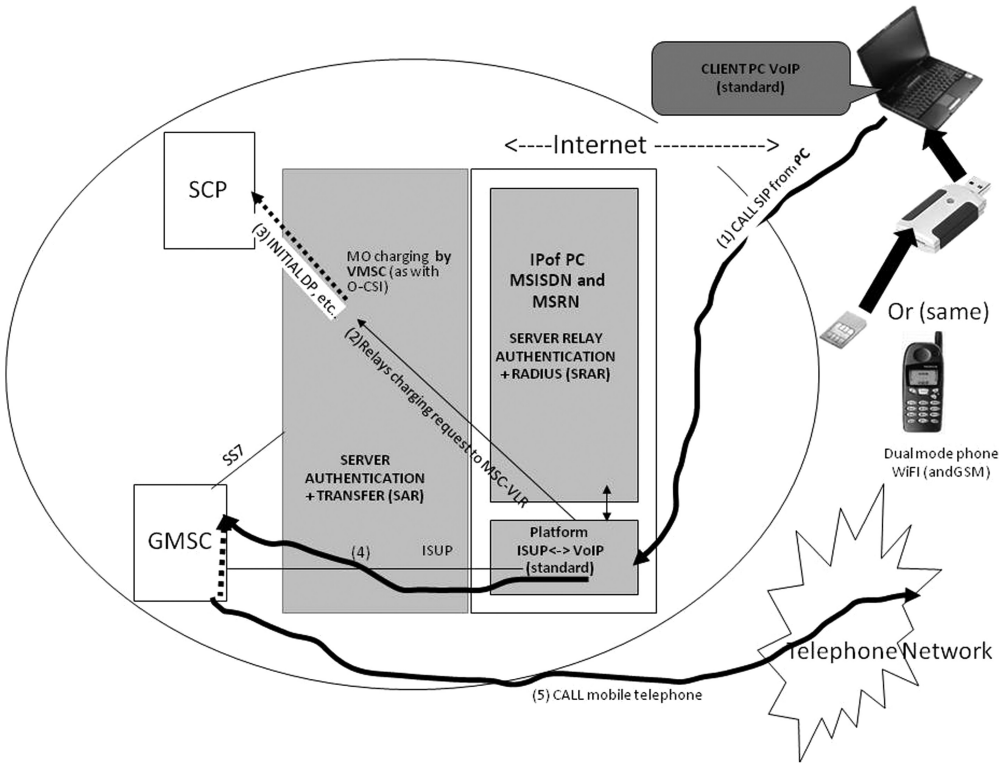 CLIENT PC VoIP
(standard)
<----Internet ------------->
SCP
(1) CALL SIP from PC
(3) INITIALDP, etc..
MO charging by
VMSC (as with
O-CSI)
IPof PC
MSISDN and
MSRN
SERVER RELAY
AUTHENTICATION
+ RADIUS (SRAR)
Or (same)
(2)Relays charging request to MSC-VLR
Dual mode phone
WiFI (andGSM)
SS7
SERVER
AUTHENTICATION
+TRANSFER (SAR)
GMSC
(4)
ISUP
Platform
ISUP<-> VoIP
(standard)
Telephone Network
(5) CALL mobile telephone